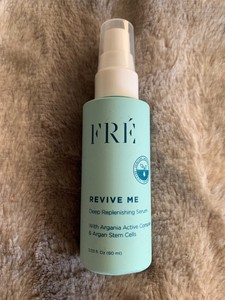 FRÉ
REVIVE ME
Deep Replenishing Serum
With Argania Active Complex
& Argan Stem Cells